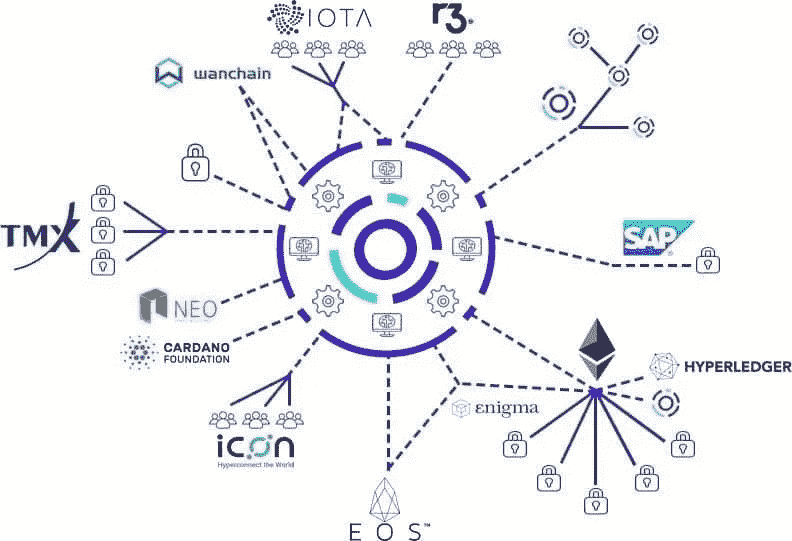 IOTA
r3.
wanchain
TMX
SAP
®
NEO
CARDANO
FOUNDATION
HYPERLEDGER
enigma
icon
Hyperconnect the World
EOS™